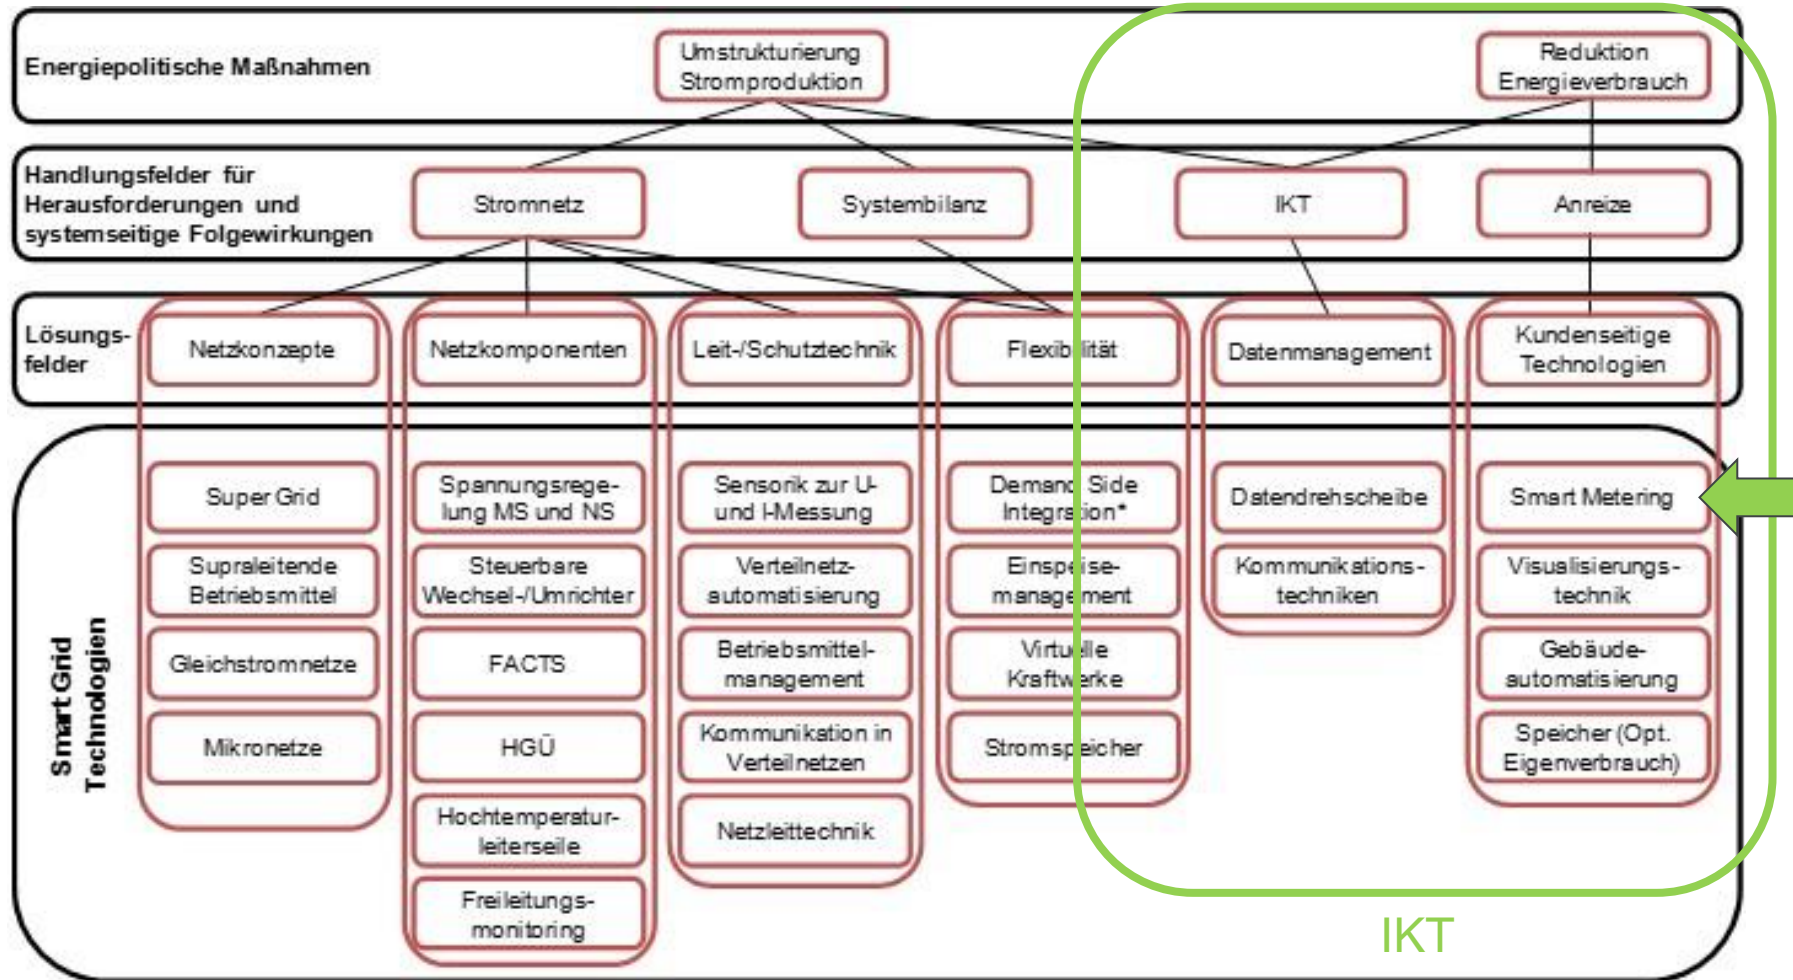 Energiepolitische Maßnahmen
Umstrukturierung
Stromproduktion
Reduktion
Energieverbrauch
Handlungsfelder für
Herausforderungen und
systemseitige Folgewirkungen
Stromnetz
Systembilanz
IKT
Anreize
Lösungs-
felder
Netzkonzepte
Netzkomponenten
Leit-/Schutztechnik
Flexibilität
Datenmanagement
Kundenseitige
Technologien
Smart Grid
Technologien
Super Grid
Supraleitende
Betriebsmittel
Gleichstromnetze
Mikronetze
Spannungsrege-
lung MS und NS
Steuerbare
Wechsel-/Umrichter
FACTS
HGÜ
Hochtemperatur-
leiterseile
Freileitungs-
monitoring
Sensorik zur U-
und I-Messung
Verteilnetz-
automatisierung
Betriebsmittel-
management
Kommunikation in
Verteilnetzen
Netzleittechnik
Demand Side
Integration*
Einspeise-
management
Virtuelle
Kraftwerke
Stromspeicher
Datendrehscheibe
Kommunikations-
techniken
Smart Metering
Visualisierungs-
technik
Gebäude-
automatisierung
Speicher (Opt.
Eigenverbrauch)
IKT